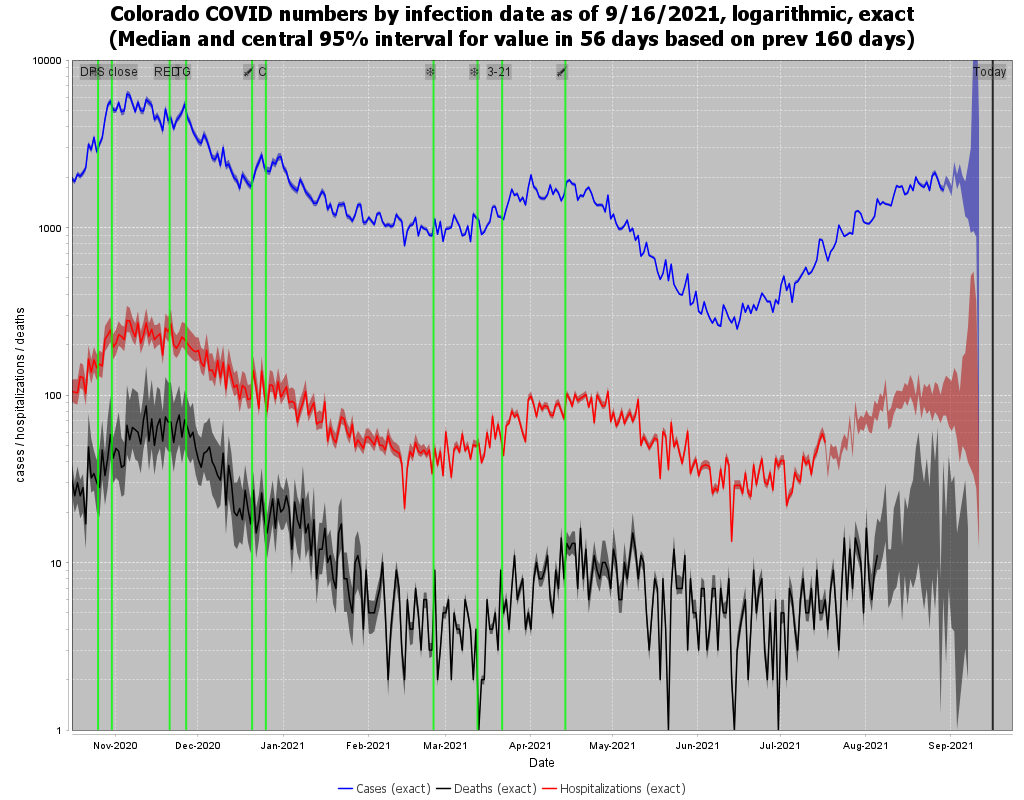 Colorado COVID numbers by infection date as of 9/16/2021, logarithmic, exact
(Median and central 95% interval for value in 56 days based on prev 160 days)
10000
1000
100
10
1
cases / hospitalizations / deaths
close
C
3-21
Today
Nov-2020
Dec-2020
Jan-2021
Feb-2021
Mar-2021
Apr-2021
May-2021
Jun-2021
Jul-2021
Aug-2021
Sep-2021
Date
Cases (exact)
Deaths (exact)
Hospitalizations (exact)